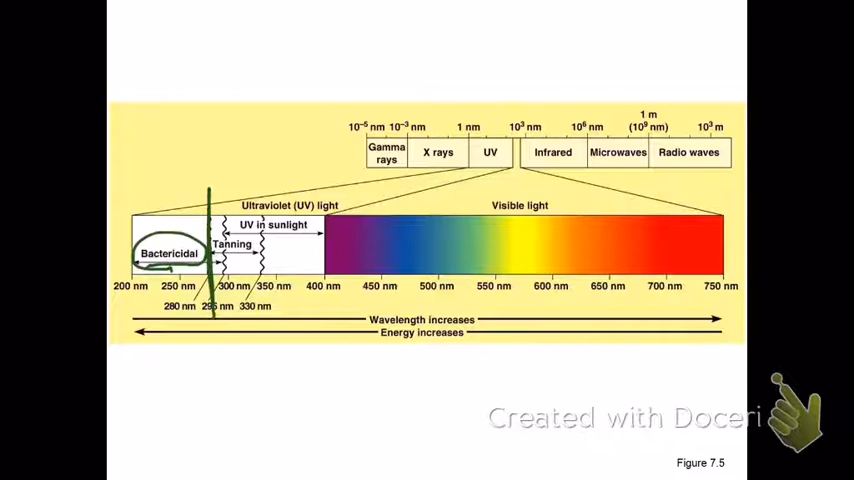 1 m
10⁻⁵ nm 10⁻³ nm 1 nm 10³ nm 10⁶ nm (10⁹ nm) 10³ m
Gamma rays X rays UV Infrared Microwaves Radio waves
Ultraviolet (UV) light Visible light
UV in sunlight
Tanning
Bactericidal
200 nm 250 nm 300 nm 350 nm 400 nm 450 nm 500 nm 550 nm 600 nm 650 nm 700 nm 750 nm
280 nm 295 nm 330 nm
Wavelength increases
Energy increases
Created with Doceri
Figure 7.5